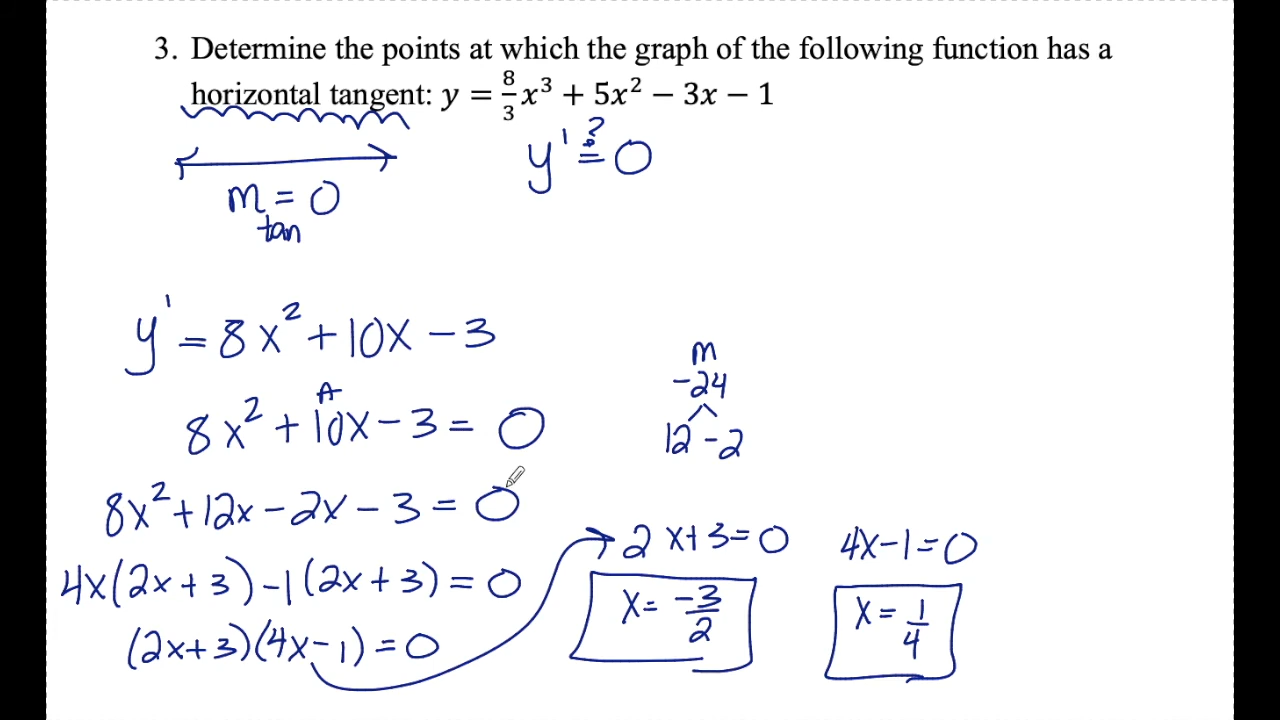 3. Determine the points at which the graph of the following function has a
horizontal tangent: y = 8/3 x³ + 5x² − 3x − 1
y' ≟ 0
m = 0
tan
y' = 8x² + 10x − 3
m
−24
A
8x² + 10x − 3 = 0
12 −2
8x² + 12x − 2x − 3 = 0
2x + 3 = 0
4x − 1 = 0
4x(2x + 3) − 1(2x + 3) = 0
x = −3/2
x = 1/4
(2x + 3)(4x − 1) = 0